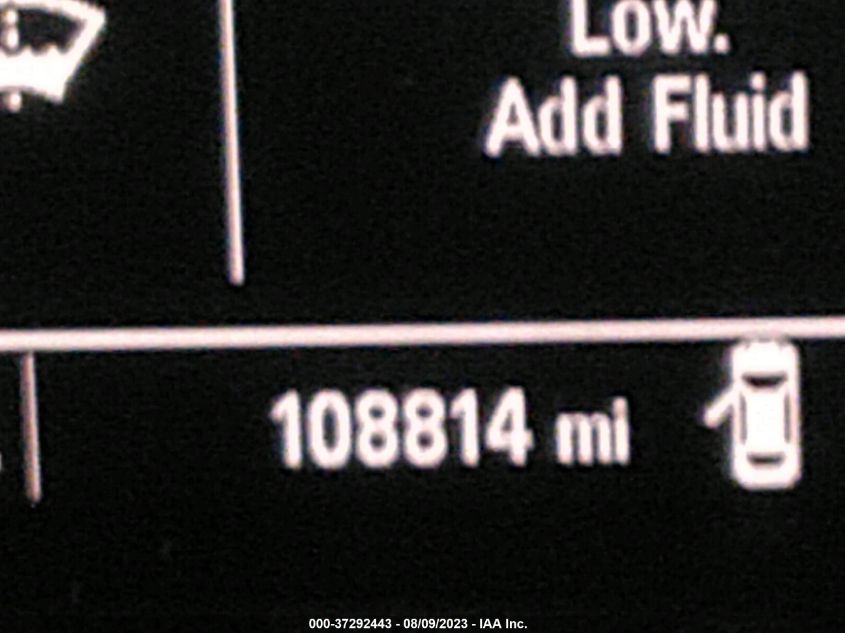 Low.
Add Fluid
108814 mi
000-37292443 - 08/09/2023 - IAA Inc.